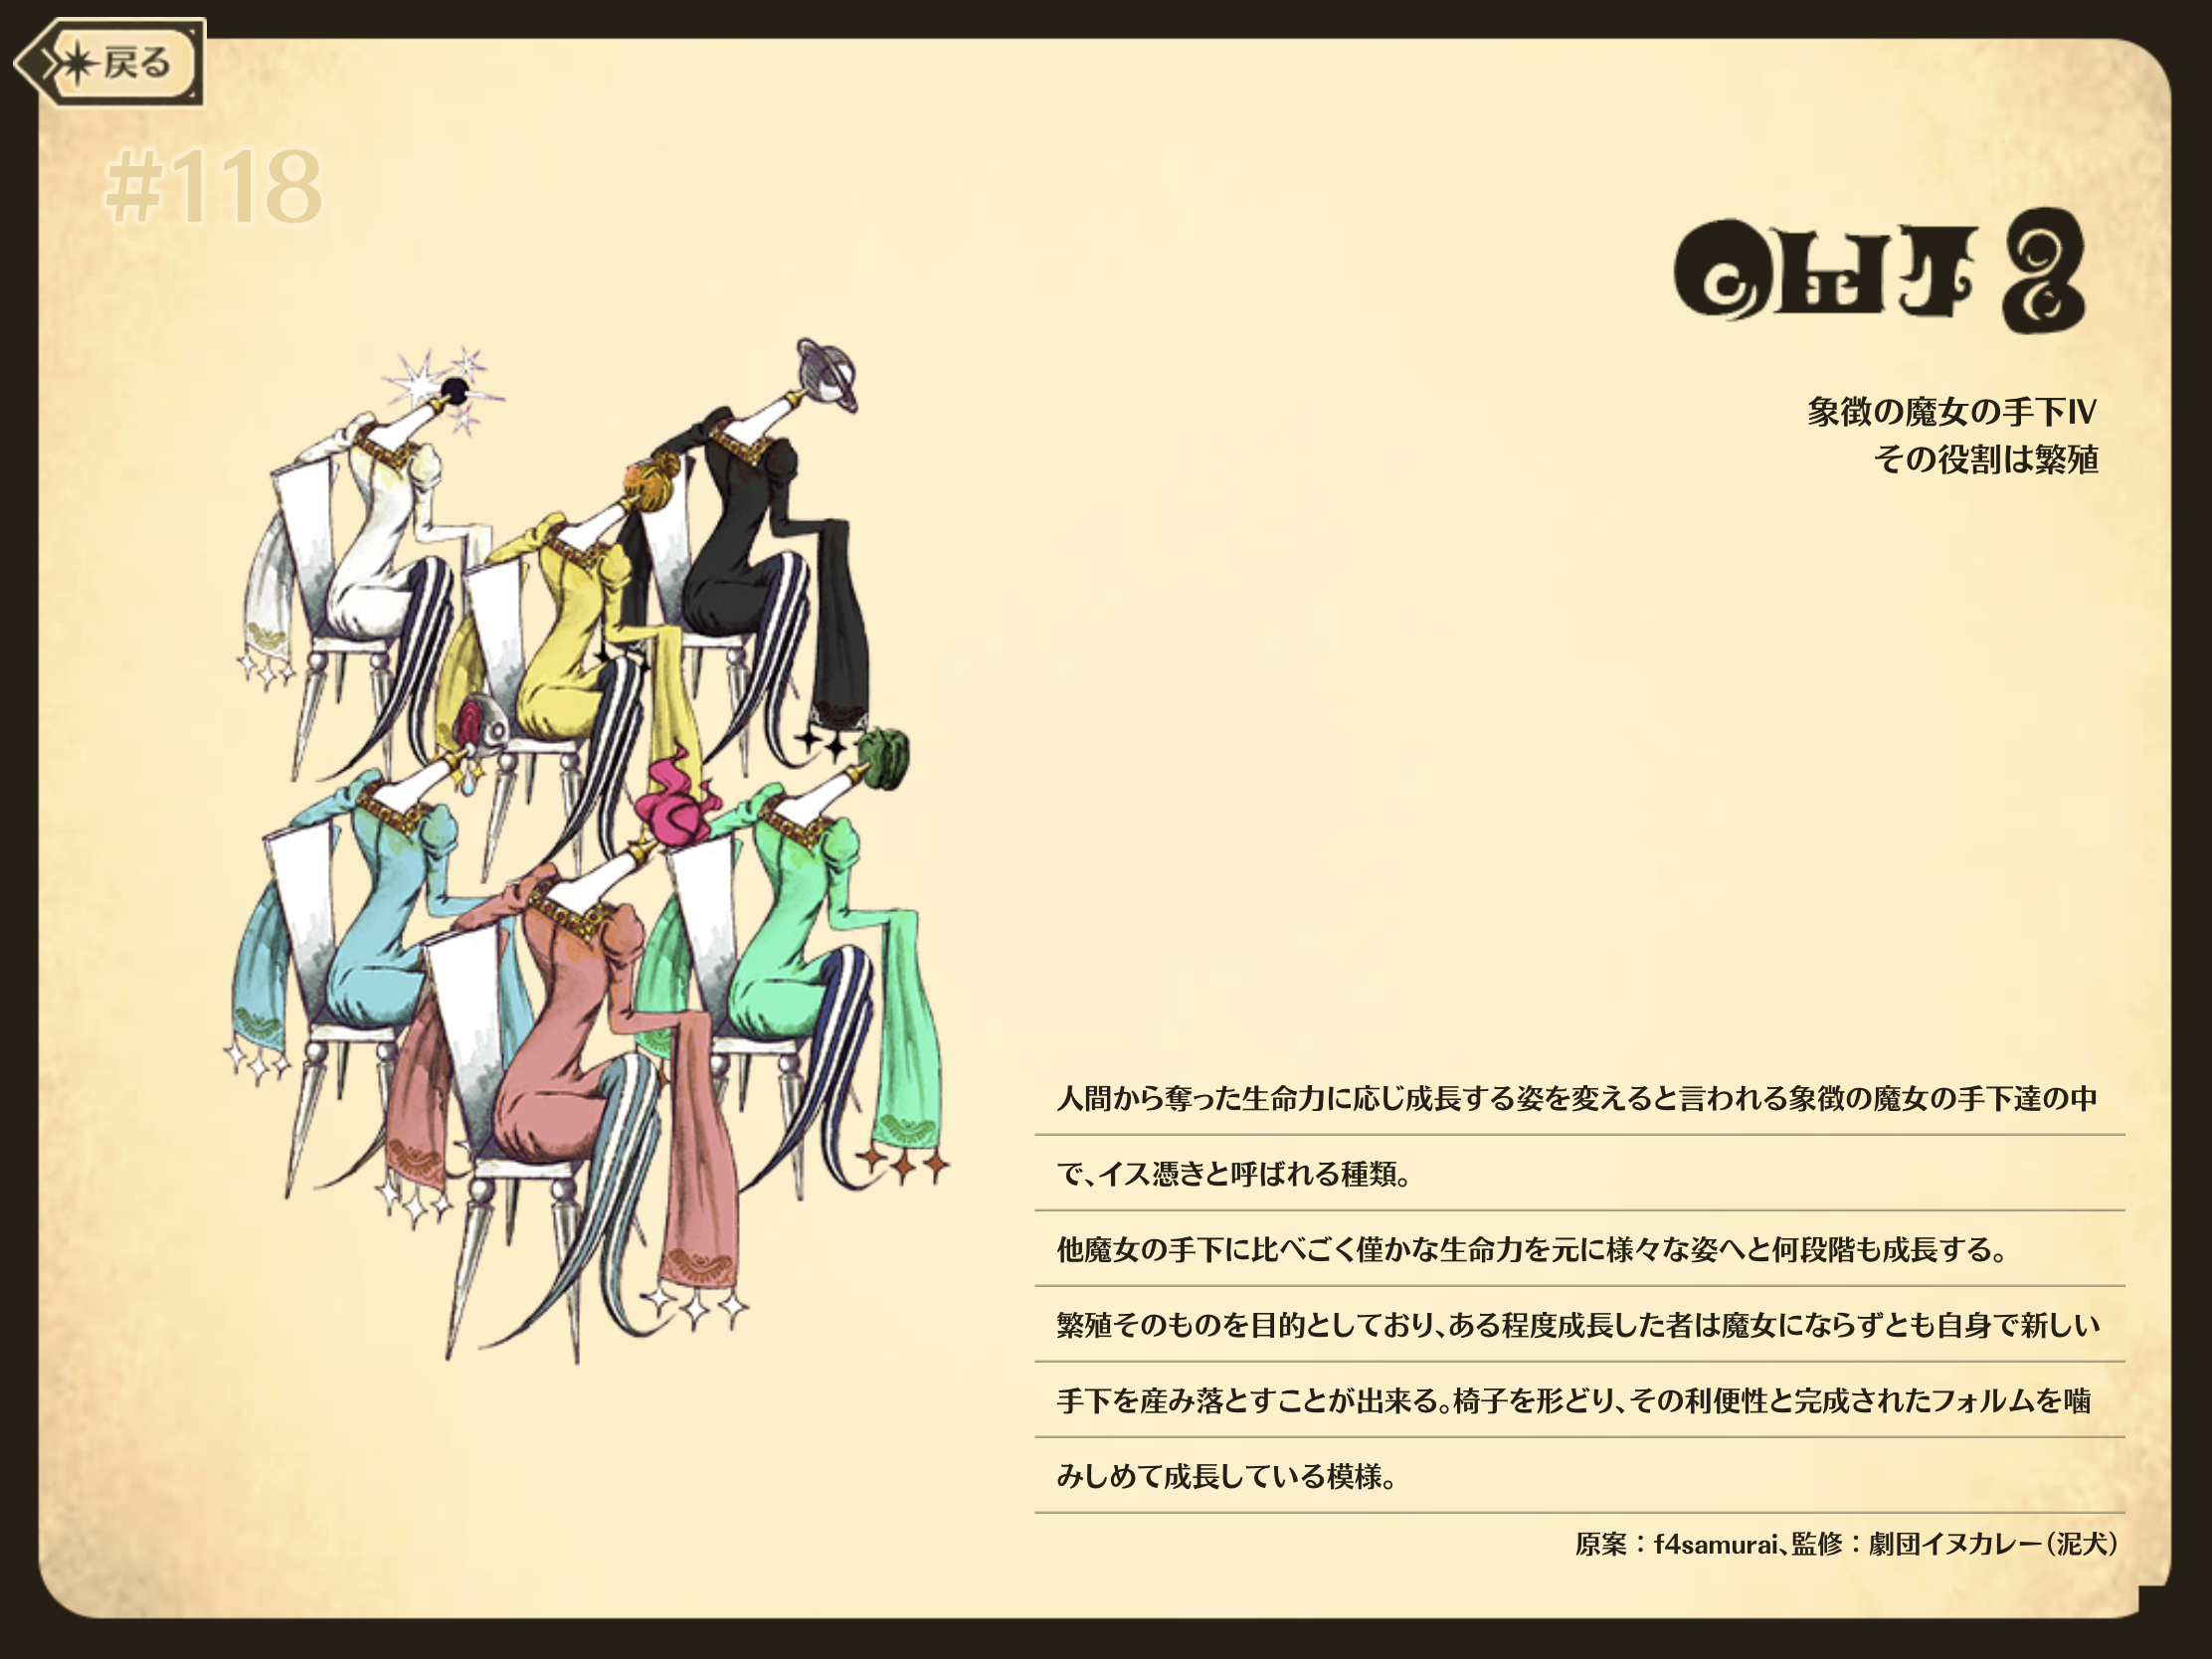 戻る
#118
象徴の魔女の手下Ⅳ
その役割は繁殖
人間から奪った生命力に応じ成長する姿を変えると言われる象徴の魔女の手下達の中
で、イス憑きと呼ばれる種類。
他魔女の手下に比べごく僅かな生命力を元に様々な姿へと何段階も成長する。
繁殖そのものを目的としており、ある程度成長した者は魔女にならずとも自身で新しい
手下を産み落とすことが出来る。椅子を形どり、その利便性と完成されたフォルムを噛
みしめて成長している模様。
原案：f4samurai、監修：劇団イヌカレー（泥犬）